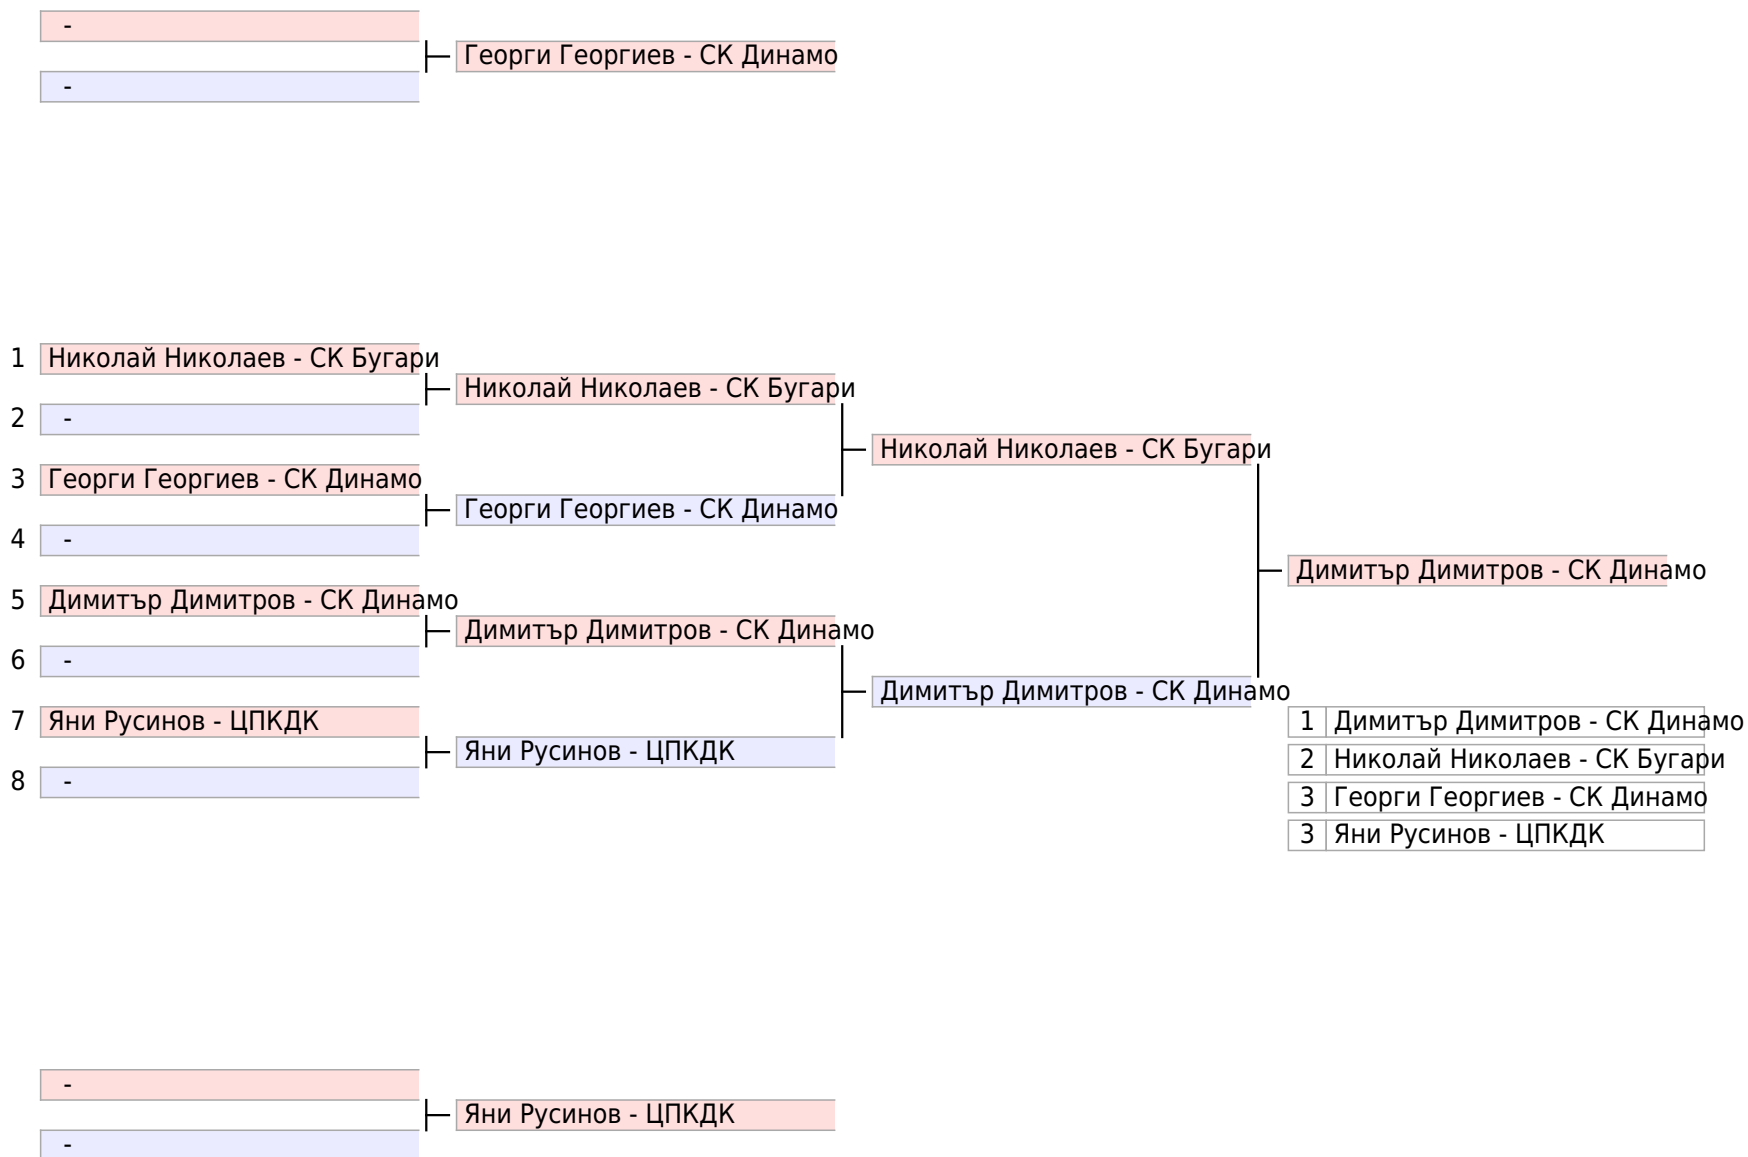 -
Георги Георгиев - СК Динамо
-
1 Николай Николаев - СК Бугари
Николай Николаев - СК Бугари
2 -
Николай Николаев - СК Бугари
3 Георги Георгиев - СК Динамо
Георги Георгиев - СК Динамо
4 -
Димитър Димитров - СК Динамо
5 Димитър Димитров - СК Динамо
Димитър Димитров - СК Динамо
6 -
Димитър Димитров - СК Динамо
7 Яни Русинов - ЦПКДК
1 Димитър Димитров - СК Динамо
Яни Русинов - ЦПКДК
2 Николай Николаев - СК Бугари
8 -
3 Георги Георгиев - СК Динамо
3 Яни Русинов - ЦПКДК
-
Яни Русинов - ЦПКДК
-